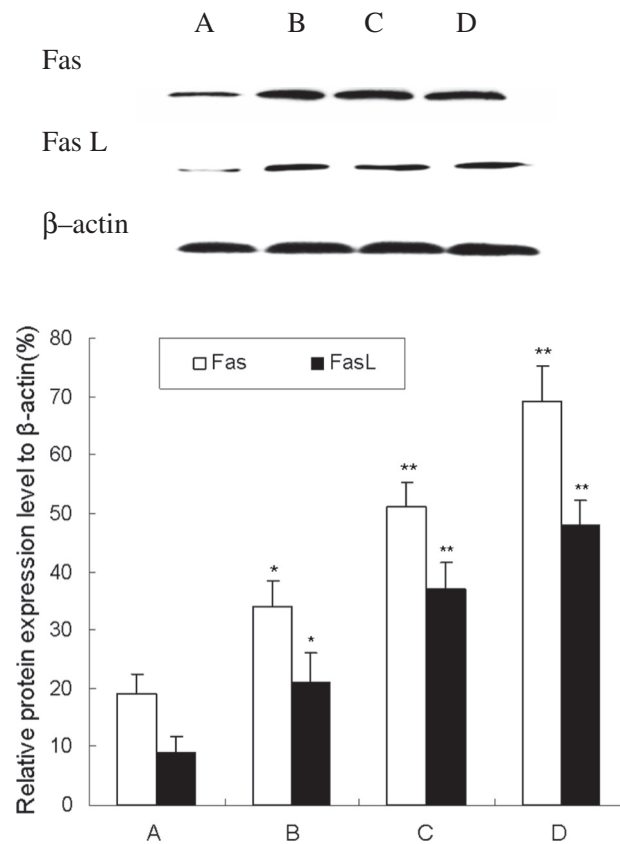 A B C D
Fas
Fas L
β–actin
Relative protein expression level to β-actin(%)
80
70
60
50
40
30
20
10
0
Fas FasL
* * ** ** ** **
A B C D